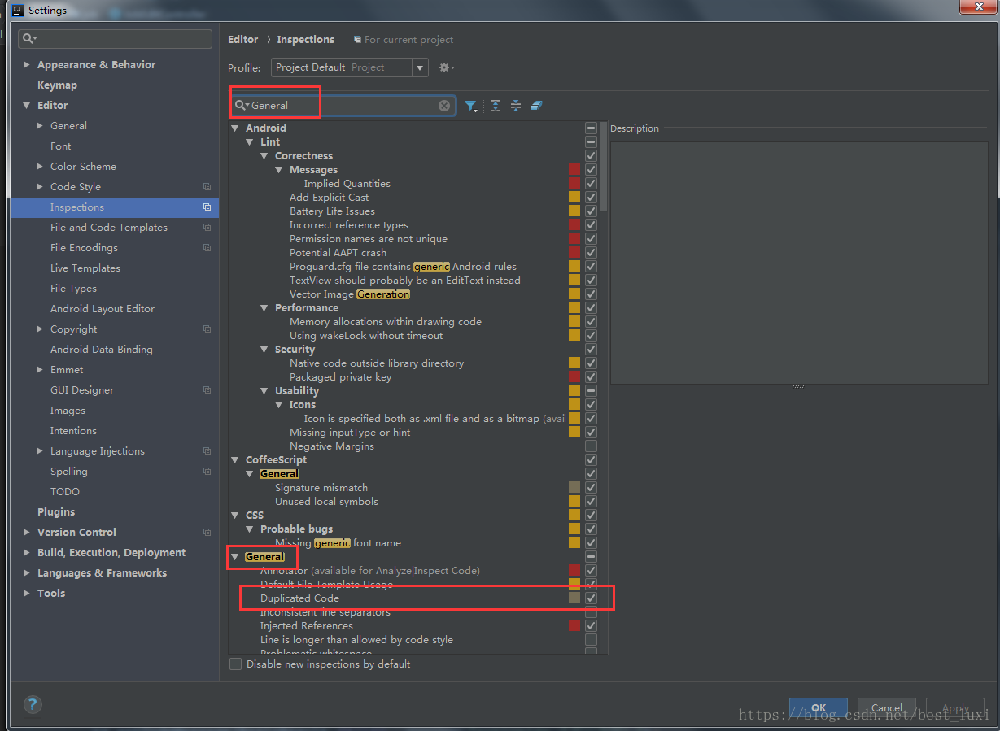 Settings
Editor › Inspections For current project
Profile: Project Default Project
General
Appearance & Behavior
Keymap
Editor
General
Font
Color Scheme
Code Style
Inspections
File and Code Templates
File Encodings
Live Templates
File Types
Android Layout Editor
Copyright
Android Data Binding
Emmet
GUI Designer
Images
Intentions
Language Injections
Spelling
TODO
Plugins
Version Control
Build, Execution, Deployment
Languages & Frameworks
Tools
Android
Lint
Correctness
Messages
Implied Quantities
Add Explicit Cast
Battery Life Issues
Incorrect reference types
Permission names are not unique
Potential AAPT crash
Proguard.cfg file contains generic Android rules
TextView should probably be an EditText instead
Vector Image Generation
Performance
Memory allocations within drawing code
Using wakeLock without timeout
Security
Native code outside library directory
Packaged private key
Usability
Icons
Icon is specified both as .xml file and as a bitmap (avai
Missing inputType or hint
Negative Margins
CoffeeScript
General
Signature mismatch
Unused local symbols
CSS
Probable bugs
Missing generic font name
General
Annotator (available for Analyze|Inspect Code)
Default File Template Usage
Duplicated Code
Inconsistent line separators
Injected References
Line is longer than allowed by code style
Problematic whitespace
Disable new inspections by default
Description
?
OK
Cancel
Apply
https://blog.csdn.net/best_luxi